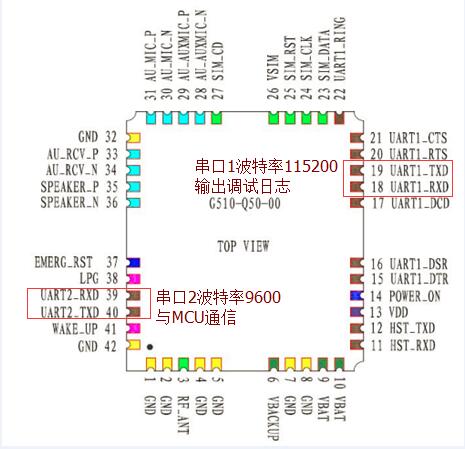 31 AU_MIC_P
30 AU_MIC_N
29 AU_AUXMIC_P
28 AU_AUXMIC_N
27 SIM_CD
26 VSIM
25 SIM_RST
24 SIM_CLK
23 SIM_DATA
22 UART1_RING
GND 32
AU_RCV_P 33
AU_RCV_N 34
SPEAKER_P 35
SPEAKER_N 36
串口1波特率115200
输出调试日志
G510-Q50-00
TOP VIEW
21 UART1_CTS
20 UART1_RTS
19 UART1_TXD
18 UART1_RXD
17 UART1_DCD
EMERG_RST 37
LPG 38
UART2_RXD 39
UART2_TXD 40
WAKE_UP 41
GND 42
串口2波特率9600
与MCU通信
16 UART1_DSR
15 UART1_DTR
14 POWER_ON
13 VDD
12 HST_TXD
11 HST_RXD
1 GND
2 GND
3 RF_ANT
4 GND
5 GND
6 VBACKUP
7 GND
8 GND
9 VBAT
10 VBAT